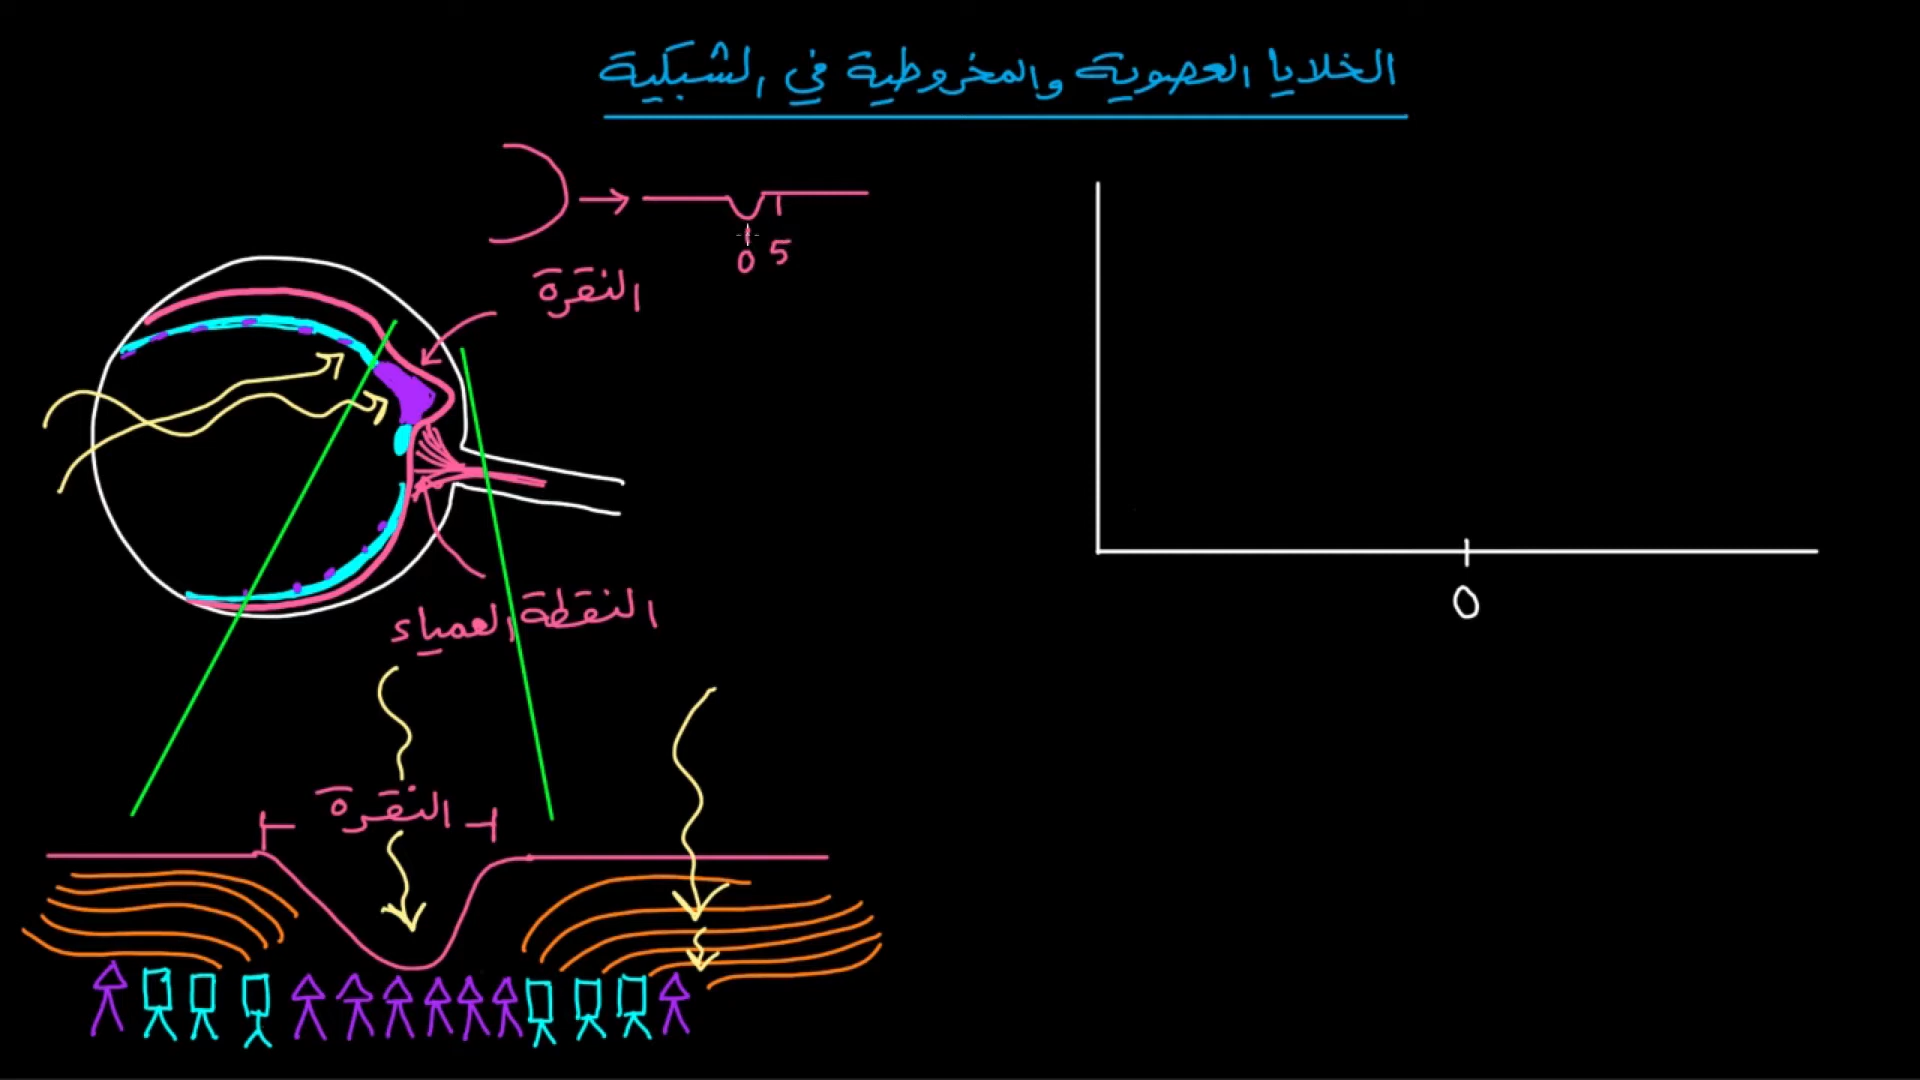 الخلايا العصوية والمخروطية في الشبكية
0 5
النقرة
0
النقطة العمياء
النقرة